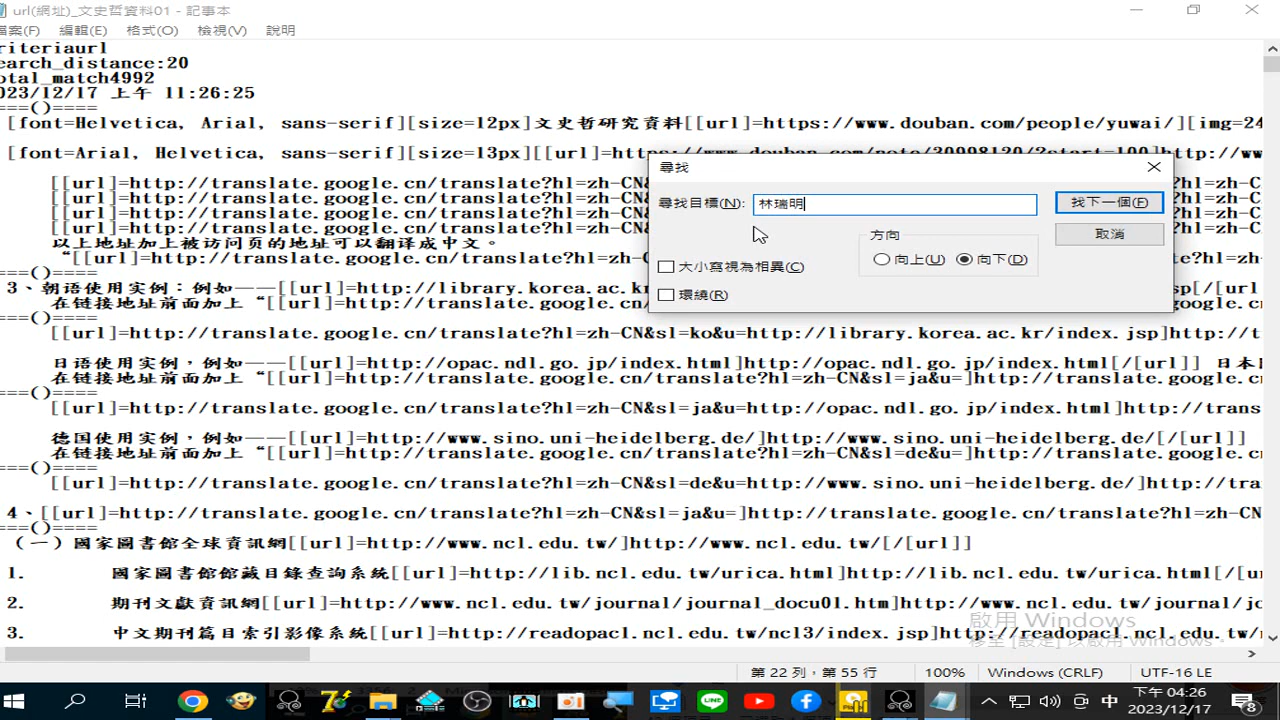 url(網址)_文史哲資料01 - 記事本
檔案(F) 編輯(E) 格式(O) 檢視(V) 說明
riteriaurl
earch_distance:20
otal_match4992
023/12/17 上午 11:26:25
===()====
[font=Helvetica, Arial, sans-serif][size=12px]文史哲研究資料[[url]=https://www.douban.com/people/yuwai/][img=24
===()====
[font=Arial, Helvetica, sans-serif][size=13px][[url]=https://www.douban.com/note/30998120/?start=100]http://ww
尋找
尋找目標(N): 林瑞明
找下一個(F)
取消
方向
向上(U) 向下(D)
大小寫視為相異(C)
環繞(R)
[[url]=http://translate.google.cn/translate?hl=zh-CN&
[[url]=http://translate.google.cn/translate?hl=zh-CN&
[[url]=http://translate.google.cn/translate?hl=zh-CN&
以上地址加上被访问页的地址可以翻译成中文。
“[[url]=http://translate.google.cn/translate?hl=zh-CN
3、朝语使用实例：例如——[[url]=http://library.korea.ac.kr sp[/[url
在链接地址前面加上“[[url]=http://translate.google.cn
===()====
[[url]=http://translate.google.cn/translate?hl=zh-CN&sl=ko&u=http://library.korea.ac.kr/index.jsp]http://t
日语使用实例，例如——[[url]=http://opac.ndl.go.jp/index.html]http://opac.ndl.go.jp/index.html[/[url]] 日本
在链接地址前面加上“[[url]=http://translate.google.cn/translate?hl=zh-CN&sl=ja&u=]http://translate.google.c
===()====
[[url]=http://translate.google.cn/translate?hl=zh-CN&sl=ja&u=http://opac.ndl.go.jp/index.html]http://trans
德国使用实例，例如——[[url]=http://www.sino.uni-heidelberg.de/]http://www.sino.uni-heidelberg.de/[/[url]]
在链接地址前面加上“[[url]=http://translate.google.cn/translate?hl=zh-CN&sl=de&u=]http://translate.google.c
===()====
[[url]=http://translate.google.cn/translate?hl=zh-CN&sl=de&u=http://www.sino.uni-heidelberg.de/]http://tra
4、[[url]=http://translate.google.cn/translate?hl=zh-CN&sl=ja&u=]http://translate.google.cn/translate?hl=zh-CN
===()====
（一）國家圖書館全球資訊網[[url]=http://www.ncl.edu.tw/]http://www.ncl.edu.tw/[/[url]]
1. 國家圖書館館藏目錄查詢系統[[url]=http://lib.ncl.edu.tw/urica.html]http://lib.ncl.edu.tw/urica.html[/[u
2. 期刊文獻資訊網[[url]=http://www.ncl.edu.tw/journal/journal_docu01.htm]http://www.ncl.edu.tw/journal/jo
3. 中文期刊篇目索引影像系統[[url]=http://readopac1.ncl.edu.tw/ncl3/index.jsp]http://readopac1.ncl.edu.tw/
啟用 Windows
移至 [設定] 以啟用 Windows。
第 22 列，第 55 行 100% Windows (CRLF) UTF-16 LE
中
下午 04:26
2023/12/17
8